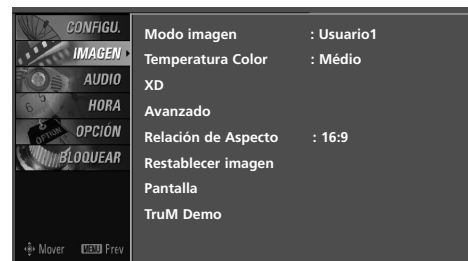 CONFIGU.
IMAGEN
AUDIO
HORA
OPCIÓN
BLOQUEAR
Mover MENU Prev
Modo imagen : Usuario1
Temperatura Color : Médio
XD
Avanzado
Relación de Aspecto : 16:9
Restablecer imagen
Pantalla
TruM Demo